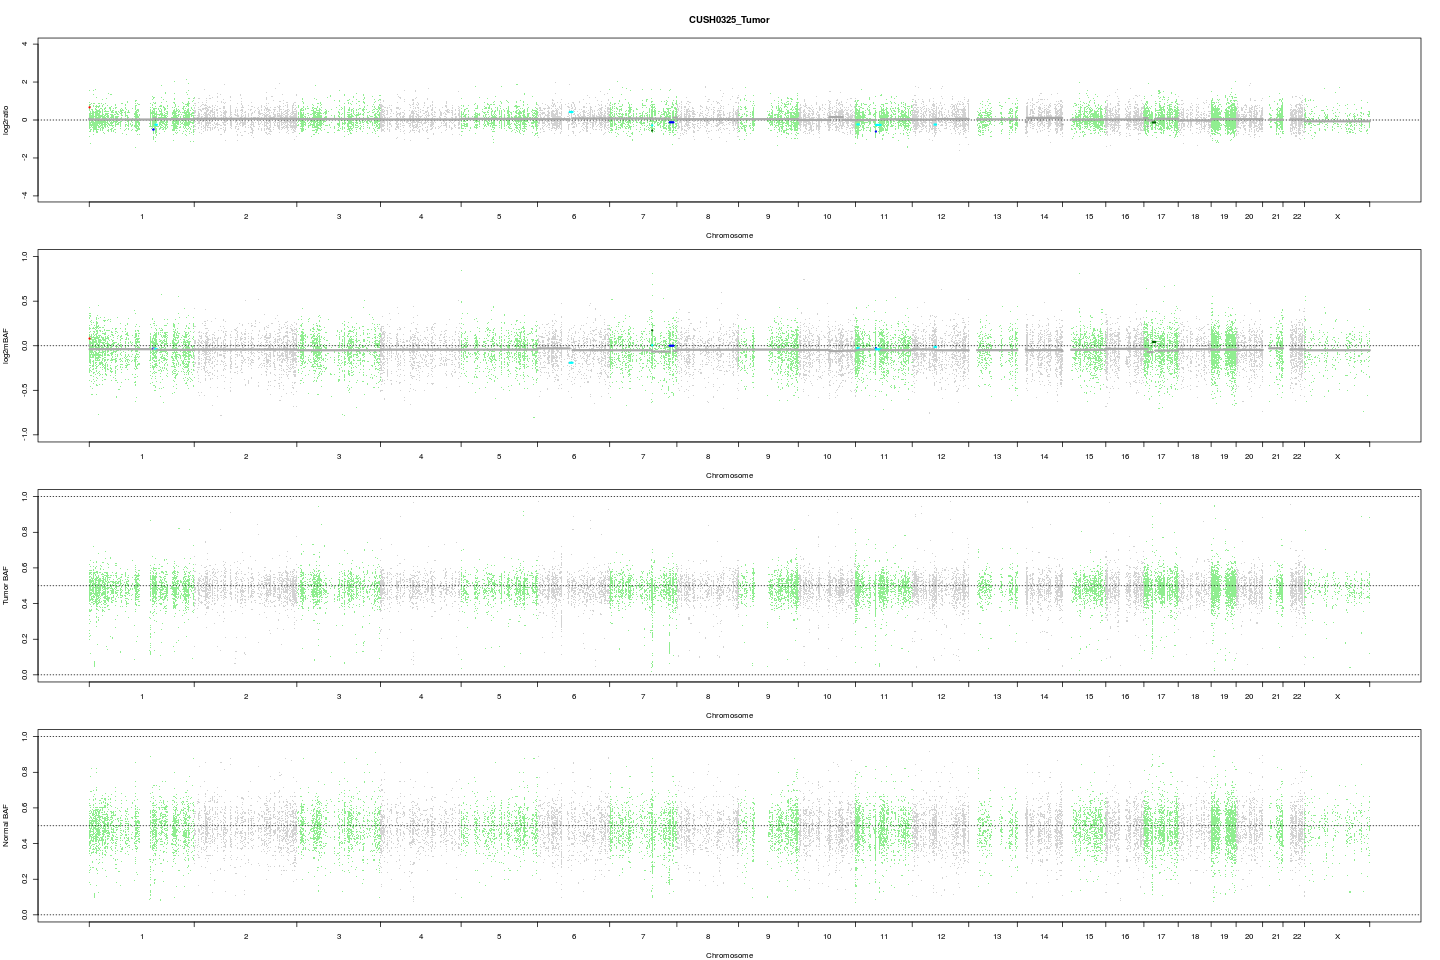 CUSH0325_Tumor
4
2
0
-2
-4
log2ratio
1 2 3 4 5 6 7 8 9 10 11 12 13 14 15 16 17 18 19 20 21 22 X
Chromosome
1.0
0.5
0.0
-0.5
-1.0
log2mBAF
1 2 3 4 5 6 7 8 9 10 11 12 13 14 15 16 17 18 19 20 21 22 X
Chromosome
1.0
0.8
0.6
0.4
0.2
0.0
Tumor BAF
1 2 3 4 5 6 7 8 9 10 11 12 13 14 15 16 17 18 19 20 21 22 X
Chromosome
1.0
0.8
0.6
0.4
0.2
0.0
Normal BAF
1 2 3 4 5 6 7 8 9 10 11 12 13 14 15 16 17 18 19 20 21 22 X
Chromosome